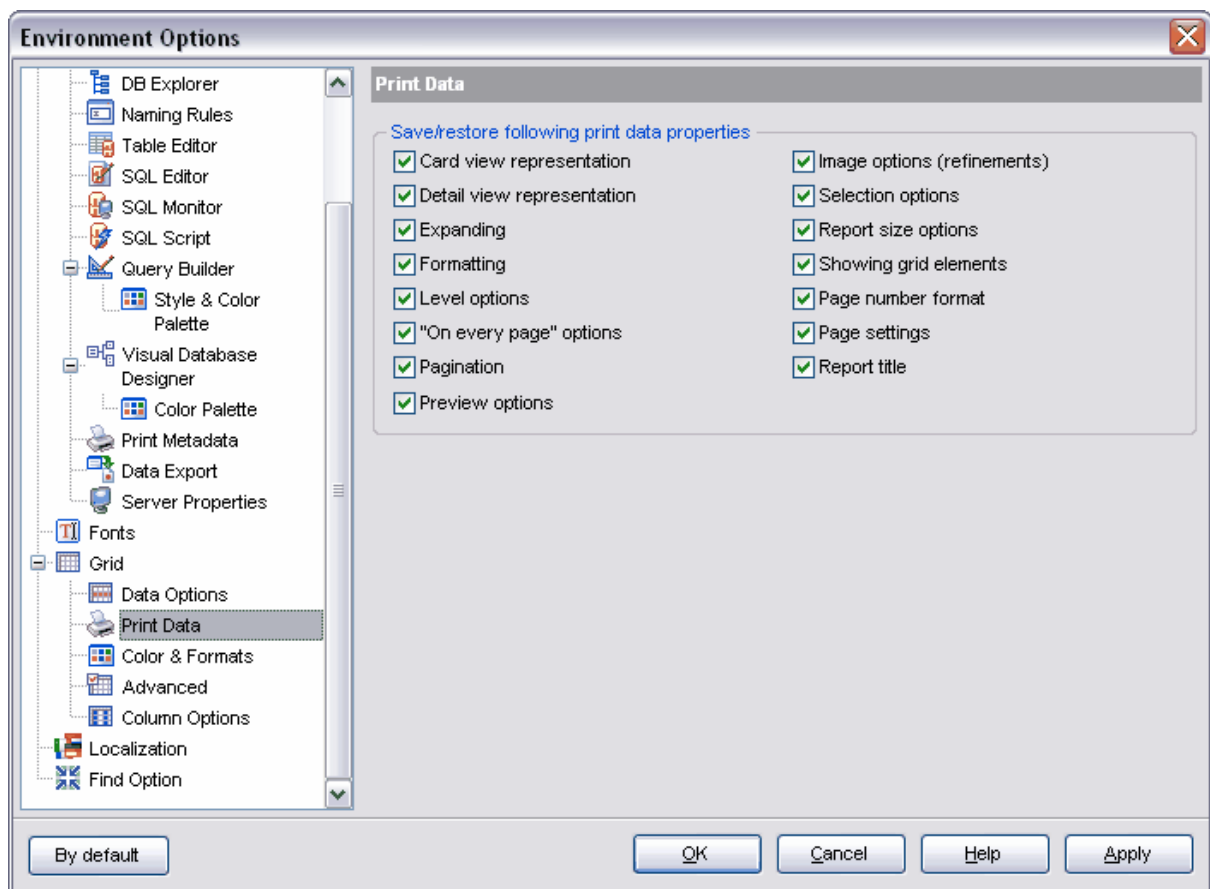 Environment Options
DB Explorer
Naming Rules
Table Editor
SQL Editor
SQL Monitor
SQL Script
Query Builder
Style & Color
Palette
Visual Database
Designer
Color Palette
Print Metadata
Data Export
Server Properties
Fonts
Grid
Data Options
Print Data
Color & Formats
Advanced
Column Options
Localization
Find Option
Print Data
Save/restore following print data properties
Card view representation
Detail view representation
Expanding
Formatting
Level options
"On every page" options
Pagination
Preview options
Image options (refinements)
Selection options
Report size options
Showing grid elements
Page number format
Page settings
Report title
By default
OK
Cancel
Help
Apply